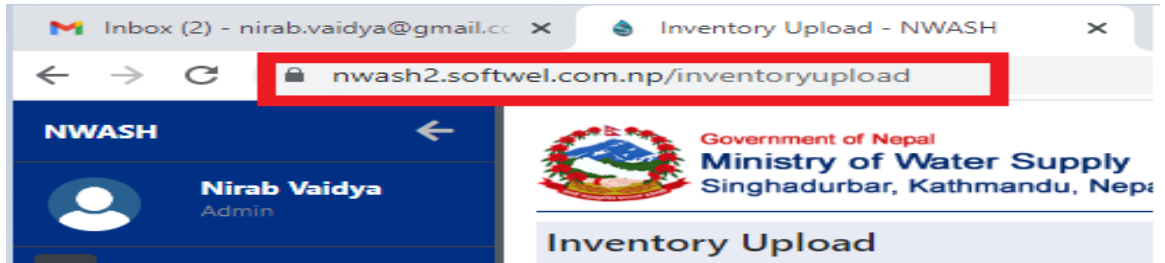 Inbox (2) - nirab.vaidya@gmail.cc
Inventory Upload - NWASH
nwash2.softwel.com.np/inventoryupload
NWASH
Nirab Vaidya
Admin
Government of Nepal
Ministry of Water Supply
Singhadurbar, Kathmandu, Nepa
Inventory Upload